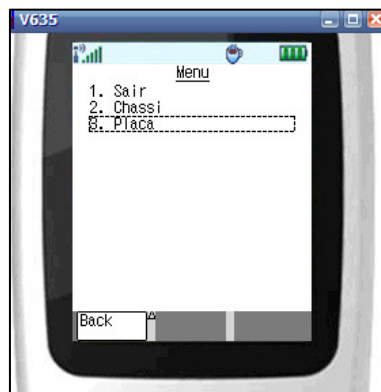 V635
Menu
1. Sair
2. Chassi
3. Placa
Back